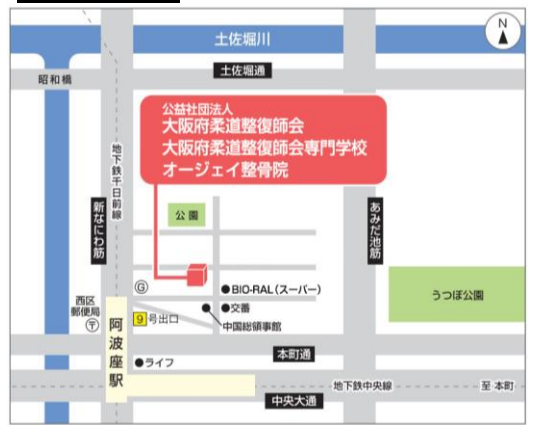 N
土佐堀川
土佐堀通
昭和橋
公益社団法人
大阪府柔道整復師会
大阪府柔道整復師会専門学校
オージェイ整骨院
地下鉄千日前線
新なにわ筋
公園
あみだ池筋
G
●BIO-RAL(スーパー)
●交番
中国総領事館
うつぼ公園
西区
郵便局
〒
9号出口
阿波座駅
●ライフ
本町通
地下鉄中央線
至 本町
中央大通